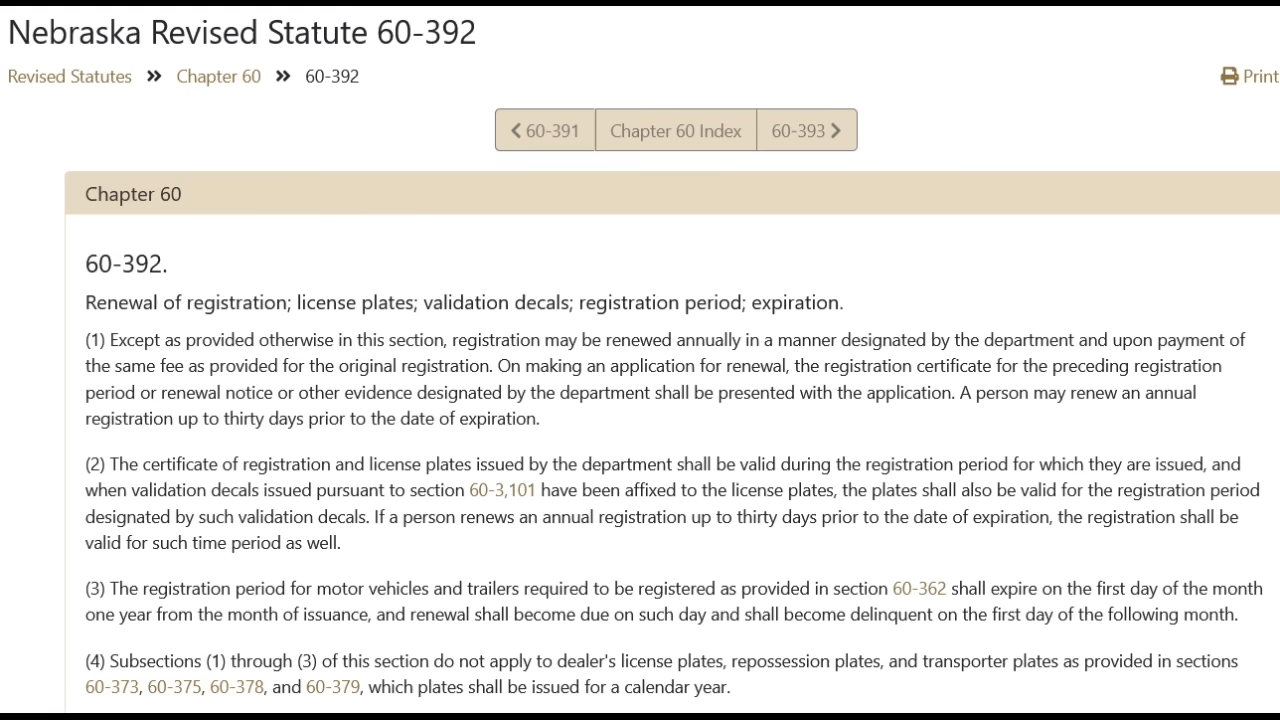 Nebraska Revised Statute 60-392
Revised Statutes » Chapter 60 » 60-392
Print
60-391 Chapter 60 Index 60-393
Chapter 60
60-392.
Renewal of registration; license plates; validation decals; registration period; expiration.
(1) Except as provided otherwise in this section, registration may be renewed annually in a manner designated by the department and upon payment of
the same fee as provided for the original registration. On making an application for renewal, the registration certificate for the preceding registration
period or renewal notice or other evidence designated by the department shall be presented with the application. A person may renew an annual
registration up to thirty days prior to the date of expiration.
(2) The certificate of registration and license plates issued by the department shall be valid during the registration period for which they are issued, and
when validation decals issued pursuant to section 60-3,101 have been affixed to the license plates, the plates shall also be valid for the registration period
designated by such validation decals. If a person renews an annual registration up to thirty days prior to the date of expiration, the registration shall be
valid for such time period as well.
(3) The registration period for motor vehicles and trailers required to be registered as provided in section 60-362 shall expire on the first day of the month
one year from the month of issuance, and renewal shall become due on such day and shall become delinquent on the first day of the following month.
(4) Subsections (1) through (3) of this section do not apply to dealer's license plates, repossession plates, and transporter plates as provided in sections
60-373, 60-375, 60-378, and 60-379, which plates shall be issued for a calendar year.